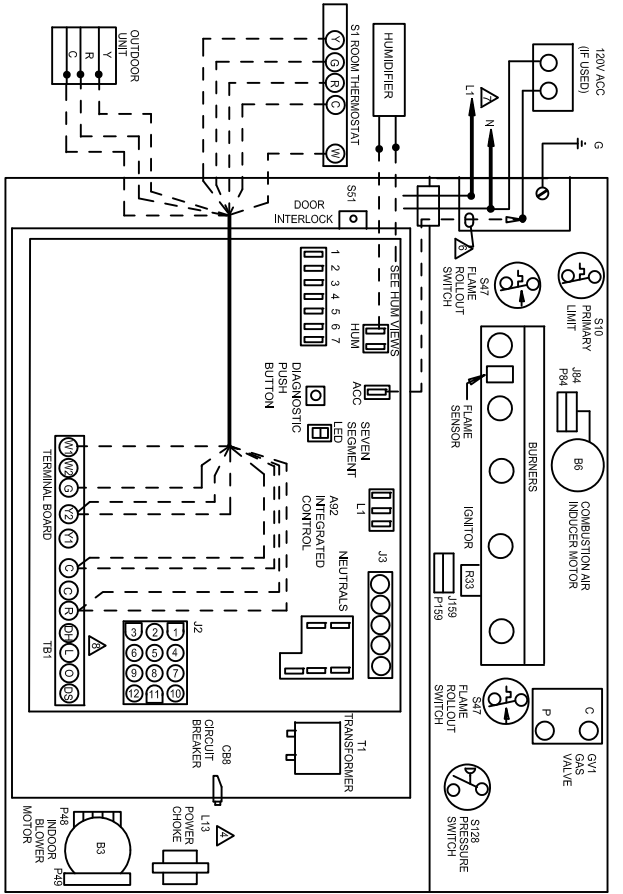 120V ACC
(IF USED)
G
L1
7
N
HUMIDIFIER
S1 ROOM THERMOSTAT
Y
G
R
C
W
OUTDOOR
UNIT
Y
R
C
S51
DOOR
INTERLOCK
6
S47
FLAME
ROLLOUT
SWITCH
S10
PRIMARY
LIMIT
SEE HUM VIEWS
1
2
3
4
5
6
7
HUM
ACC
DIAGNOSTIC
PUSH
BUTTON
SEVEN
SEGMENT
LED
FLAME
SENSOR
BURNERS
J84
P84
B6
COMBUSTION AIR
INDUCER MOTOR
IGNITOR
R33
J159
P159
L1
A92
INTEGRATED
CONTROL
NEUTRALS
J3
TERMINAL BOARD
TB1
W1
W2
G
Y2
Y1
C
C
R
DH
L
O
DS
8
J2
3
2
1
6
5
4
9
8
7
12
11
10
S47
FLAME
ROLLOUT
SWITCH
C
P
GV1
GAS
VALVE
T1
TRANSFORMER
CB8
CIRCUIT
BREAKER
S128
PRESSURE
SWITCH
4
L13
POWER
CHOKE
P48
B3
P49
INDOOR
BLOWER
MOTOR